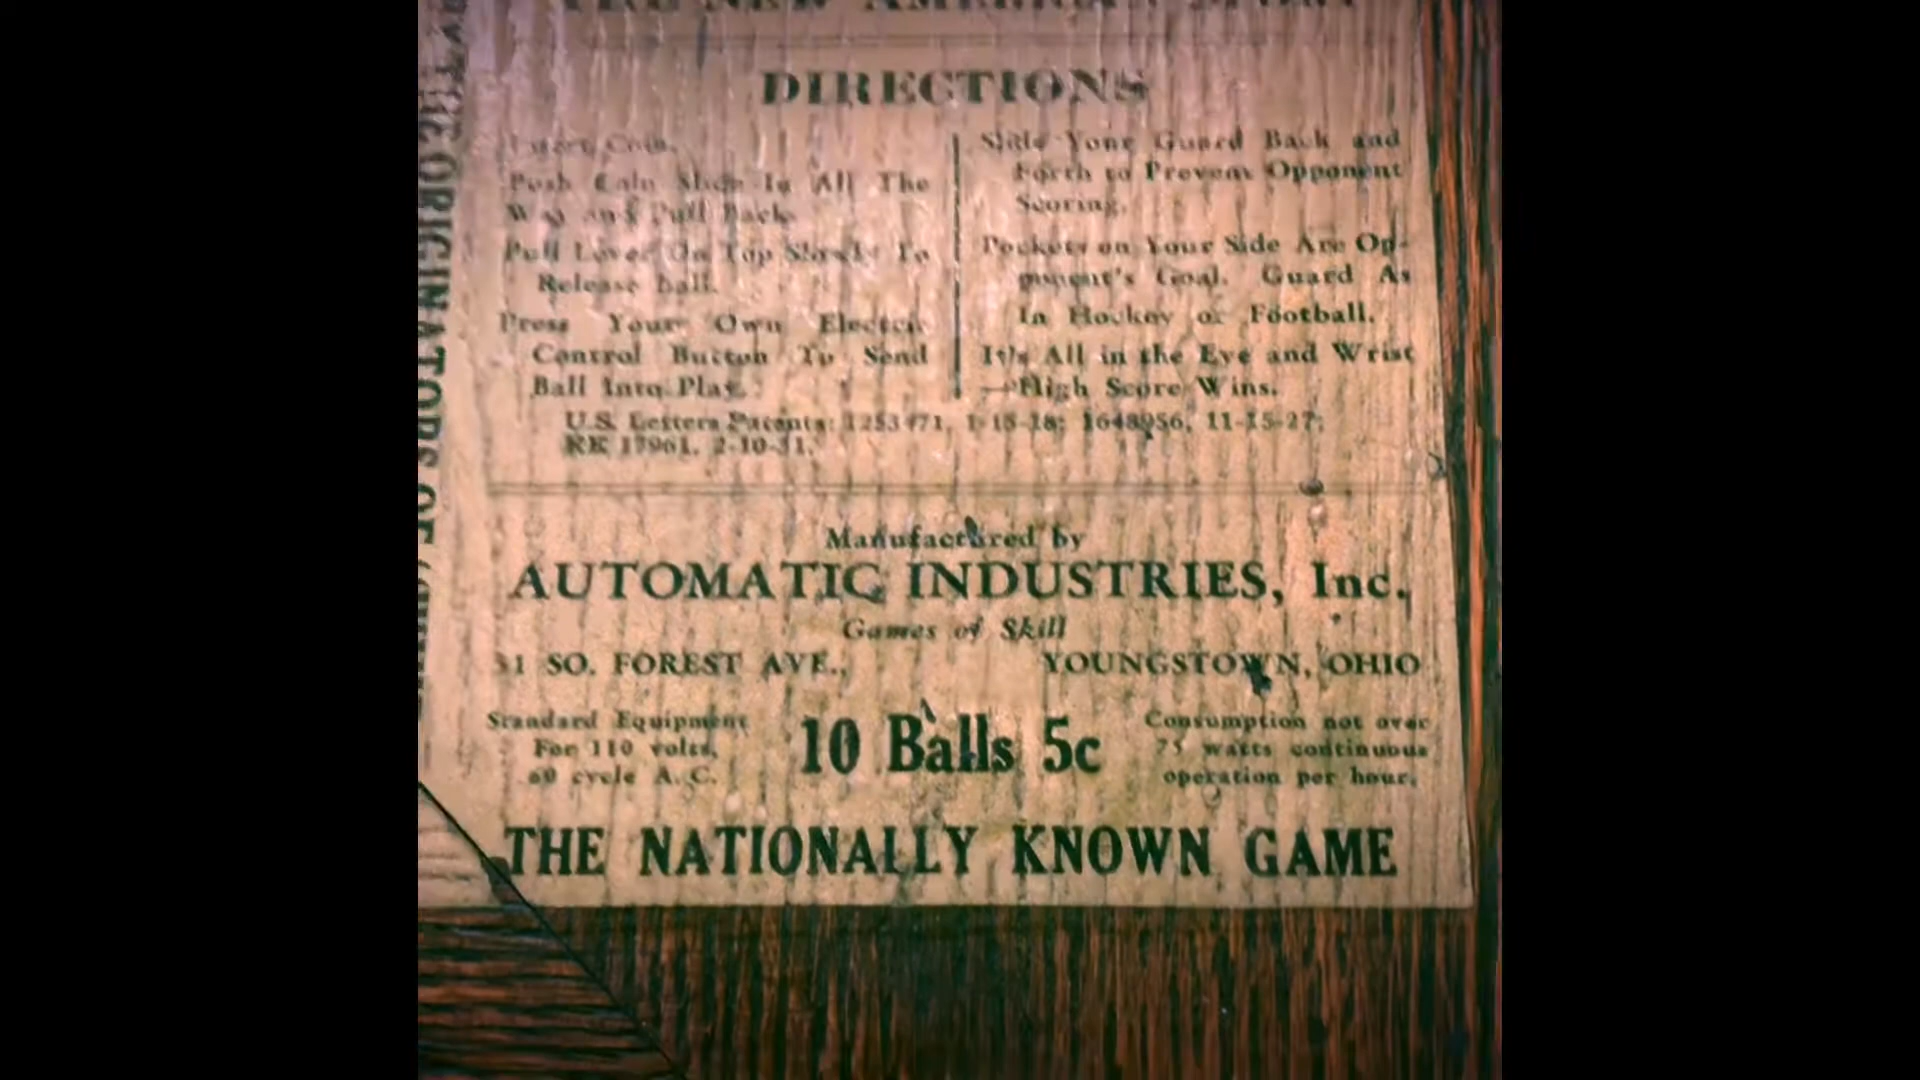 THE NEW AMERICAN SPORT
DIRECTIONS
Insert Coin.
Push Coin Slide In All The
Way and Pull Back.
Pull Lever On Top Slowly To
Release Ball.
Press Your Own Electric
Control Button To Send
Ball Into Play.
Slide Your Guard Back and
Forth to Prevent Opponent
Scoring.
Pockets on Your Side Are Op-
ponent's Goal. Guard As
In Hockey or Football.
It's All in the Eye and Wrist
—High Score Wins.
U.S. Letters Patents: 1253471, 1-15-18; 1648956, 11-15-27;
RE 17961, 2-10-31.
Manufactured by
AUTOMATIC INDUSTRIES, Inc.
Games of Skill
SO. FOREST AVE., YOUNGSTOWN, OHIO
Standard Equipment
For 110 volts,
60 cycle A. C.
10 Balls 5c
Consumption not over
75 watts continuous
operation per hour.
THE NATIONALLY KNOWN GAME
THE ORIGINATORS OF